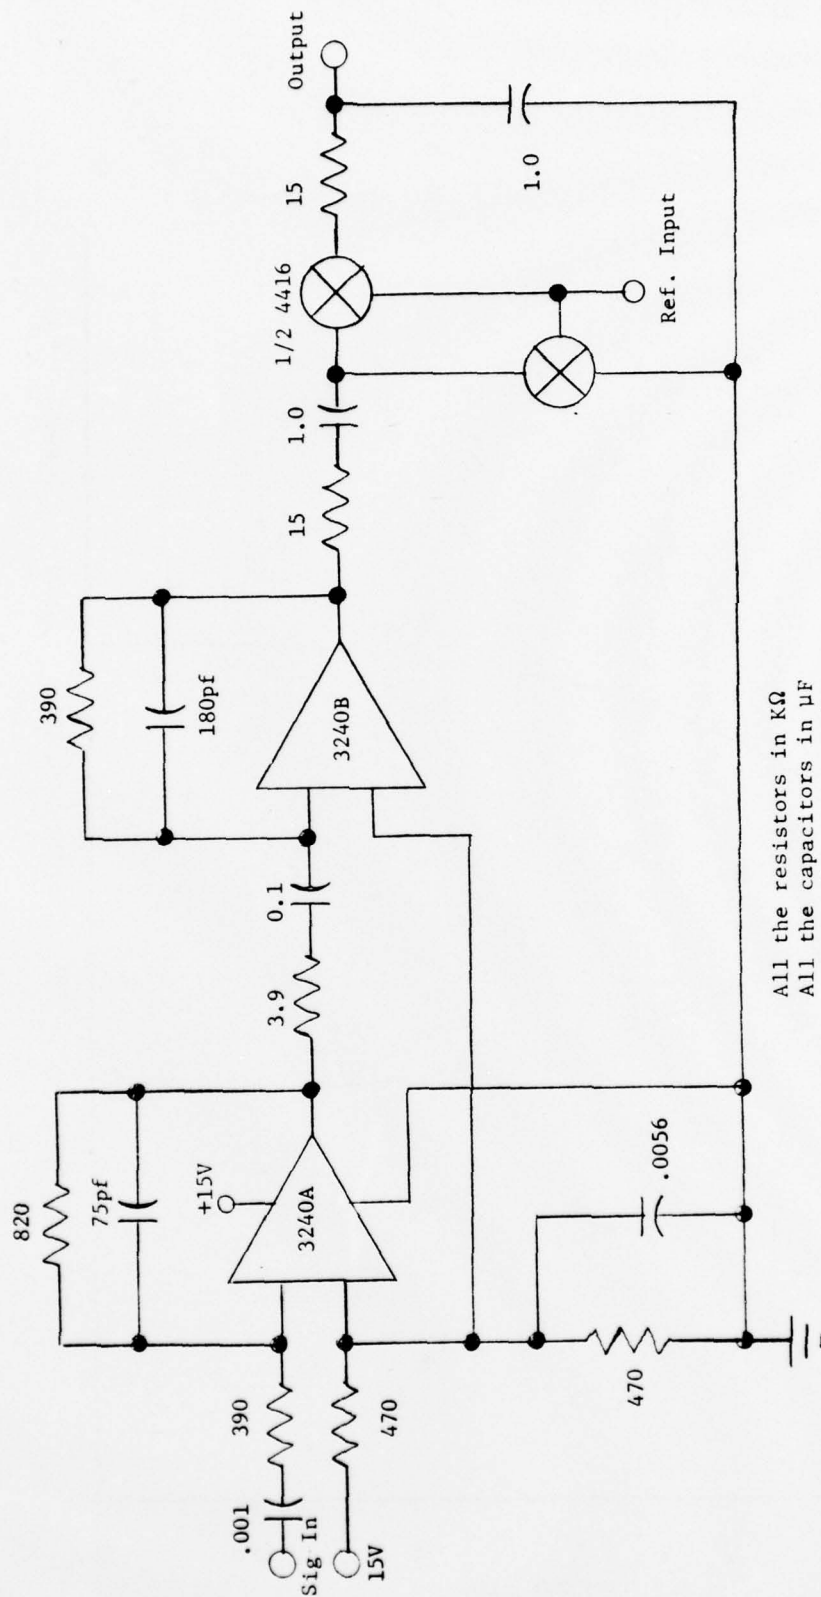 820
75pf
+15V
3240A
.001
Sig In
390
15V
470
470
.0056
3.9
0.1
390
180pf
3240B
15
1.0
1/2 4416
15
Output
1.0
Ref. Input
All the resistors in KΩ
All the capacitors in µF